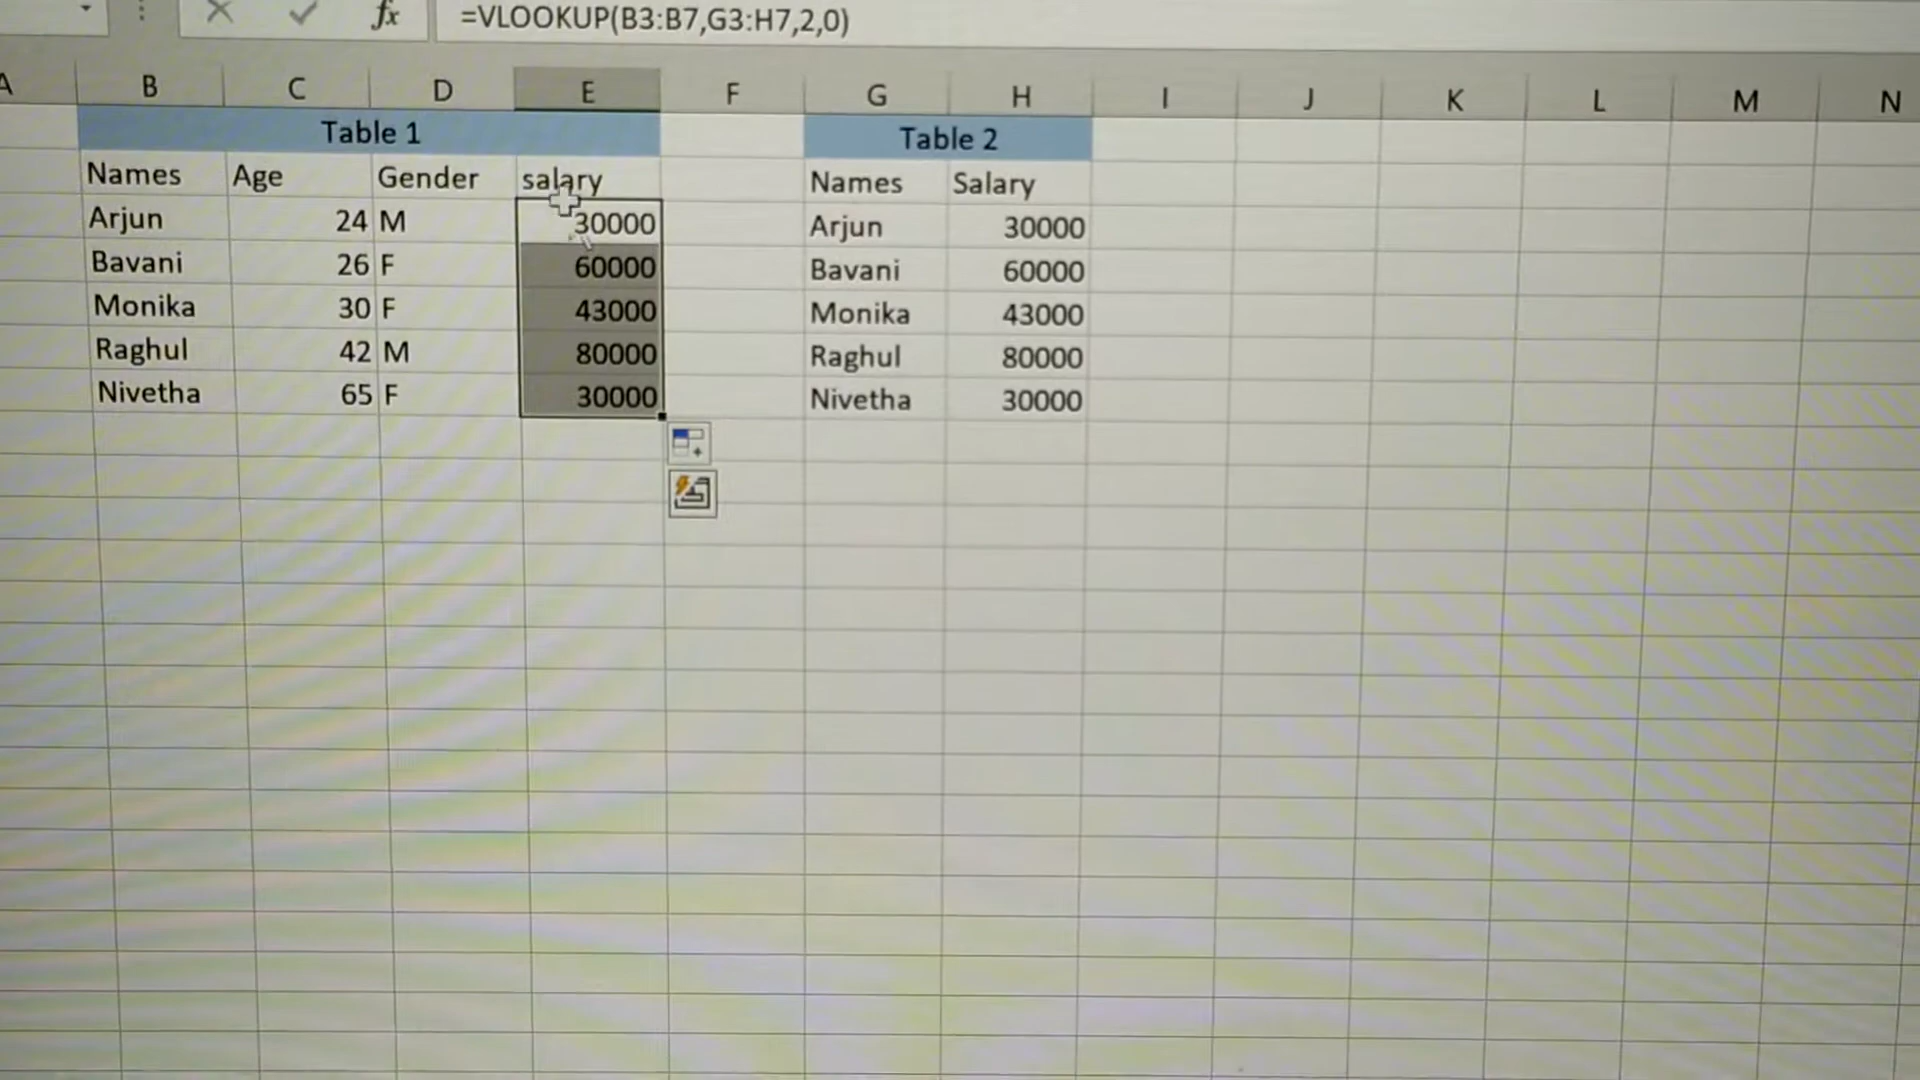 fx =VLOOKUP(B3:B7,G3:H7,2,0)
A B C D E F G H I J K L M N
Table 1 Table 2
Names Age Gender salary Names Salary
Arjun 24 M 30000 Arjun 30000
Bavani 26 F 60000 Bavani 60000
Monika 30 F 43000 Monika 43000
Raghul 42 M 80000 Raghul 80000
Nivetha 65 F 30000 Nivetha 30000